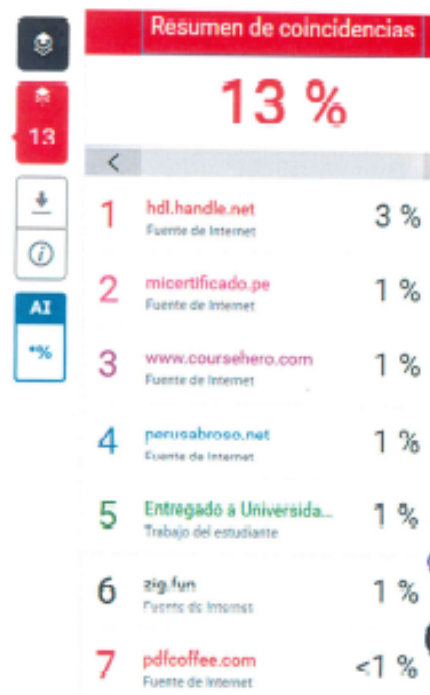 Resumen de coincidencias
13 %
13
<
1 hdl.handle.net 3 %
Fuente de Internet
2 micertificado.pe 1 %
Fuente de Internet
AI
*%
3 www.coursehero.com 1 %
Fuente de Internet
4 perusabroso.net 1 %
Fuente de Internet
5 Entregado a Universida... 1 %
Trabajo del estudiante
6 zig.fun 1 %
Fuente de Internet
7 pdfcoffee.com <1 %
Fuente de Internet